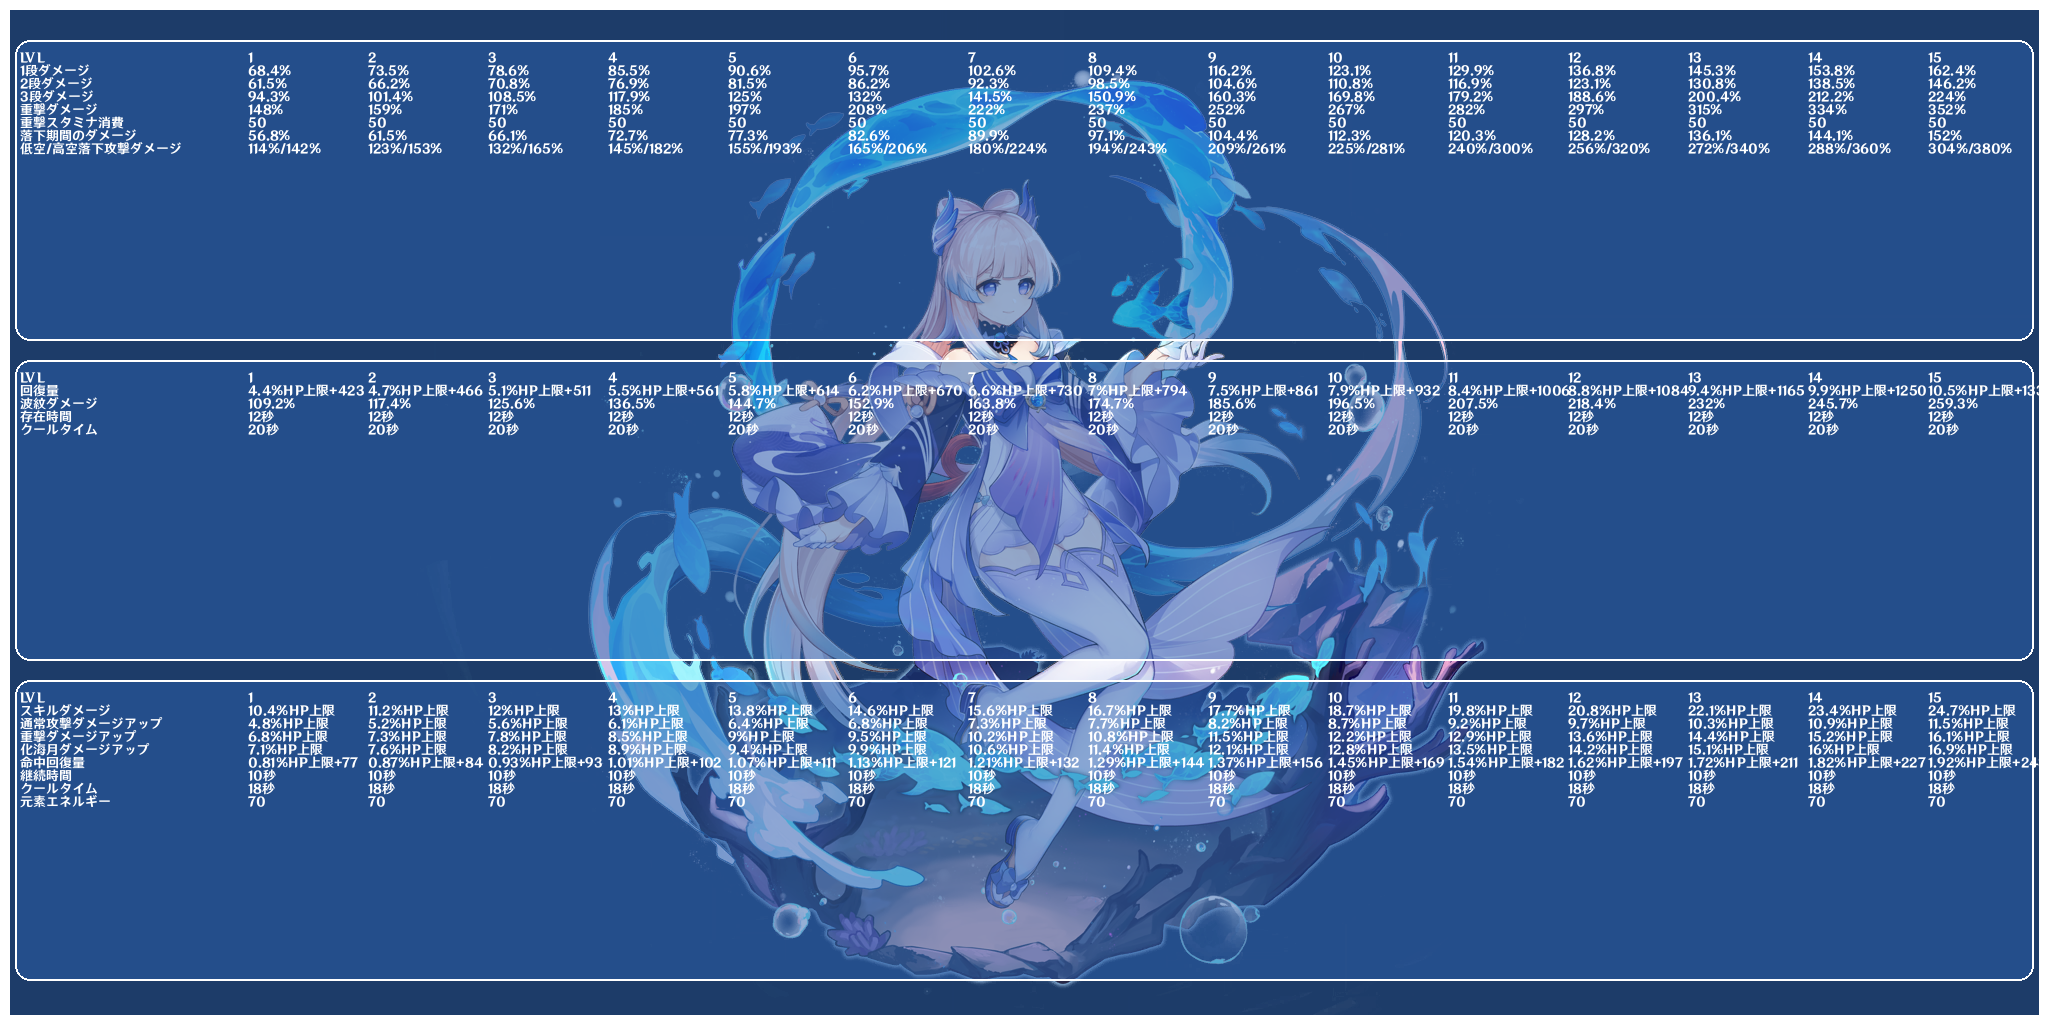 LVL 1 2 3 4 5 6 7 8 9 10 11 12 13 14 15
1段ダメージ 68.4% 73.5% 78.6% 85.5% 90.6% 95.7% 102.6% 109.4% 116.2% 123.1% 129.9% 136.8% 145.3% 153.8% 162.4%
2段ダメージ 61.5% 66.2% 70.8% 76.9% 81.5% 86.2% 92.3% 98.5% 104.6% 110.8% 116.9% 123.1% 130.8% 138.5% 146.2%
3段ダメージ 94.3% 101.4% 108.5% 117.9% 125% 132% 141.5% 150.9% 160.3% 169.8% 179.2% 188.6% 200.4% 212.2% 224%
重撃ダメージ 148% 159% 171% 185% 197% 208% 222% 237% 252% 267% 282% 297% 315% 334% 352%
重撃スタミナ消費 50 50 50 50 50 50 50 50 50 50 50 50 50 50 50
落下期間のダメージ 56.8% 61.5% 66.1% 72.7% 77.3% 82.6% 89.9% 97.1% 104.4% 112.3% 120.3% 128.2% 136.1% 144.1% 152%
低空/高空落下攻撃ダメージ 114%/142% 123%/153% 132%/165% 145%/182% 155%/193% 165%/206% 180%/224% 194%/243% 209%/261% 225%/281% 240%/300% 256%/320% 272%/340% 288%/360% 304%/380%
LVL 1 2 3 4 5 6 7 8 9 10 11 12 13 14 15
回復量 4.4%HP上限+423 4.7%HP上限+466 5.1%HP上限+511 5.5%HP上限+561 5.8%HP上限+614 6.2%HP上限+670 6.6%HP上限+730 7%HP上限+794 7.5%HP上限+861 7.9%HP上限+932 8.4%HP上限+1006 8.8%HP上限+1084 9.4%HP上限+1165 9.9%HP上限+1250 10.5%HP上限+133
波紋ダメージ 109.2% 117.4% 125.6% 136.5% 144.7% 152.9% 163.8% 174.7% 185.6% 196.5% 207.5% 218.4% 232% 245.7% 259.3%
存在時間 12秒 12秒 12秒 12秒 12秒 12秒 12秒 12秒 12秒 12秒 12秒 12秒 12秒 12秒 12秒
クールタイム 20秒 20秒 20秒 20秒 20秒 20秒 20秒 20秒 20秒 20秒 20秒 20秒 20秒 20秒 20秒
LVL 1 2 3 4 5 6 7 8 9 10 11 12 13 14 15
スキルダメージ 10.4%HP上限 11.2%HP上限 12%HP上限 13%HP上限 13.8%HP上限 14.6%HP上限 15.6%HP上限 16.7%HP上限 17.7%HP上限 18.7%HP上限 19.8%HP上限 20.8%HP上限 22.1%HP上限 23.4%HP上限 24.7%HP上限
通常攻撃ダメージアップ 4.8%HP上限 5.2%HP上限 5.6%HP上限 6.1%HP上限 6.4%HP上限 6.8%HP上限 7.3%HP上限 7.7%HP上限 8.2%HP上限 8.7%HP上限 9.2%HP上限 9.7%HP上限 10.3%HP上限 10.9%HP上限 11.5%HP上限
重撃ダメージアップ 6.8%HP上限 7.3%HP上限 7.8%HP上限 8.5%HP上限 9%HP上限 9.5%HP上限 10.2%HP上限 10.8%HP上限 11.5%HP上限 12.2%HP上限 12.9%HP上限 13.6%HP上限 14.4%HP上限 15.2%HP上限 16.1%HP上限
化海月ダメージアップ 7.1%HP上限 7.6%HP上限 8.2%HP上限 8.9%HP上限 9.4%HP上限 9.9%HP上限 10.6%HP上限 11.4%HP上限 12.1%HP上限 12.8%HP上限 13.5%HP上限 14.2%HP上限 15.1%HP上限 16%HP上限 16.9%HP上限
命中回復量 0.81%HP上限+77 0.87%HP上限+84 0.93%HP上限+93 1.01%HP上限+102 1.07%HP上限+111 1.13%HP上限+121 1.21%HP上限+132 1.29%HP上限+144 1.37%HP上限+156 1.45%HP上限+169 1.54%HP上限+182 1.62%HP上限+197 1.72%HP上限+211 1.82%HP上限+227 1.92%HP上限+24
継続時間 10秒 10秒 10秒 10秒 10秒 10秒 10秒 10秒 10秒 10秒 10秒 10秒 10秒 10秒 10秒
クールタイム 18秒 18秒 18秒 18秒 18秒 18秒 18秒 18秒 18秒 18秒 18秒 18秒 18秒 18秒 18秒
元素エネルギー 70 70 70 70 70 70 70 70 70 70 70 70 70 70 70